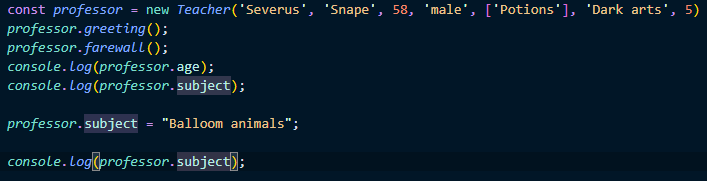 const professor = new Teacher('Severus', 'Snape', 58, 'male', ['Potions'], 'Dark arts', 5)
professor.greeting();
professor.farewall();
console.log(professor.age);
console.log(professor.subject);
professor.subject = "Balloom animals";
console.log(professor.subject);